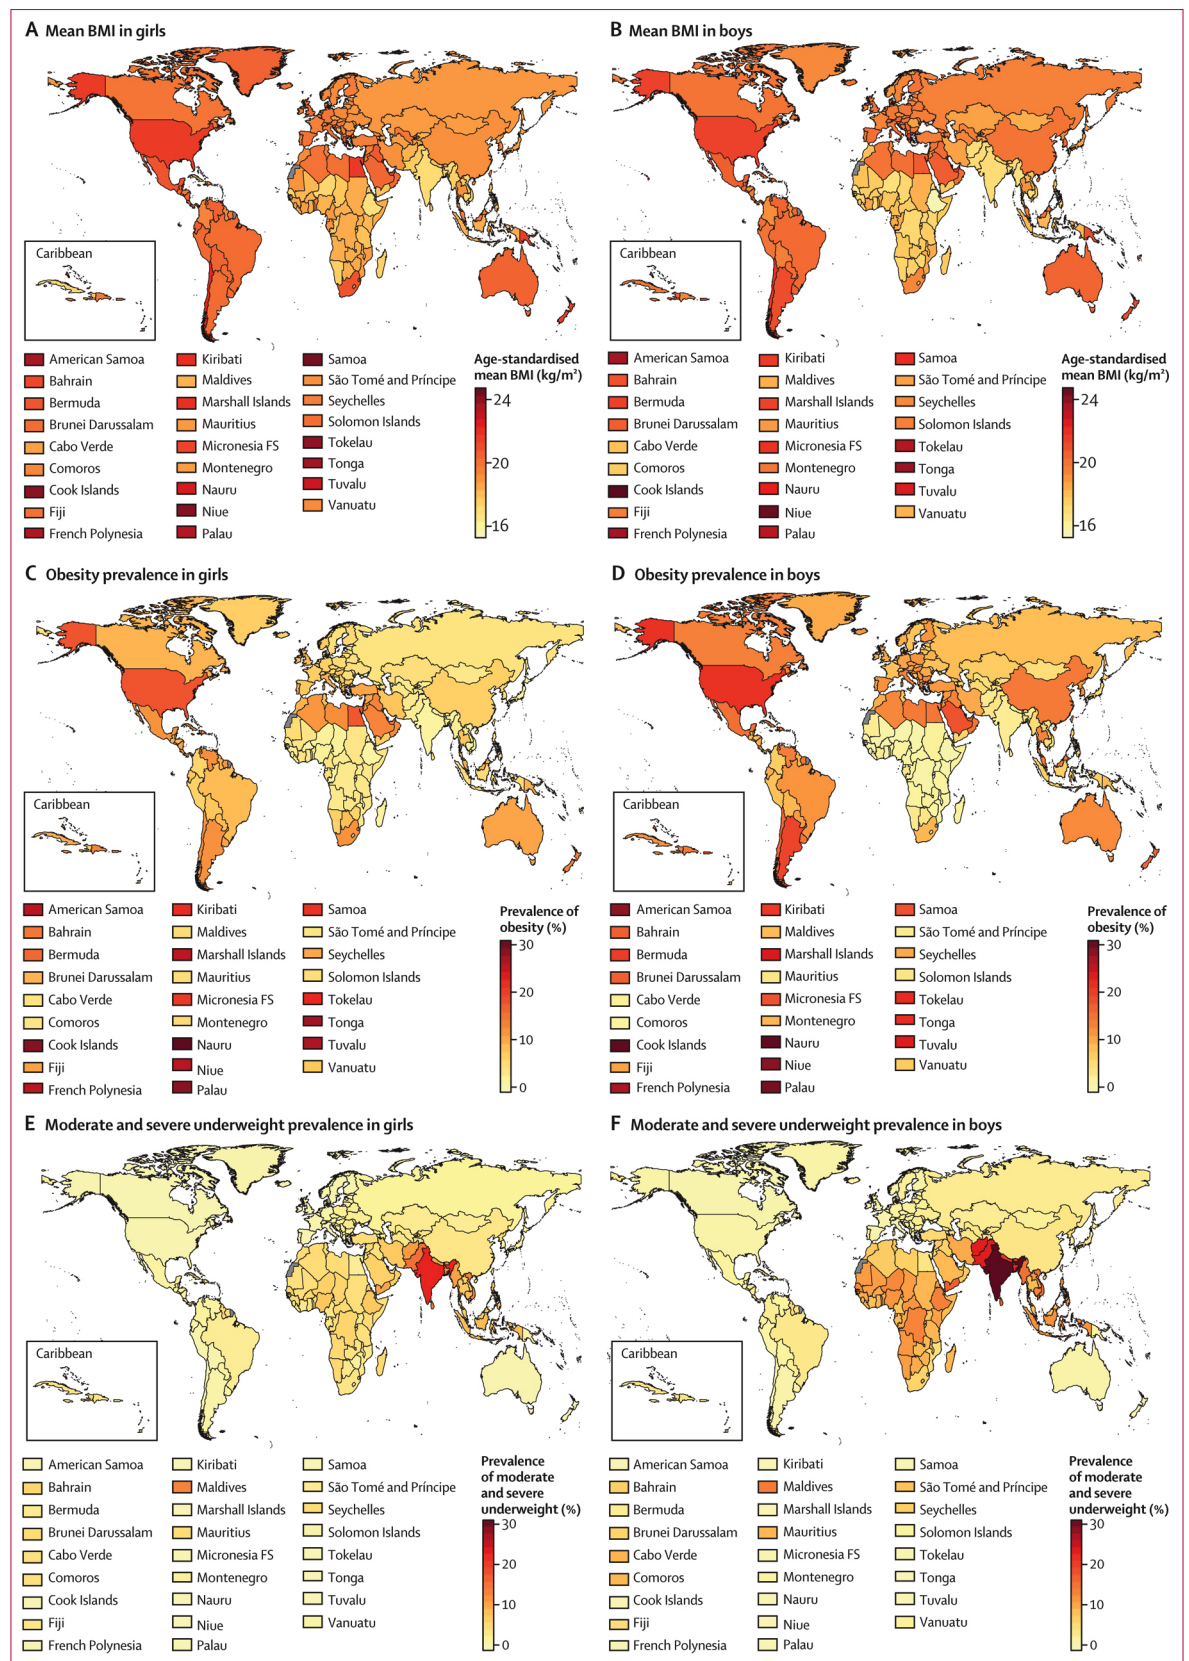 A Mean BMI in girls
Caribbean
American Samoa
Bahrain
Bermuda
Brunei Darussalam
Cabo Verde
Comoros
Cook Islands
Fiji
French Polynesia
Kiribati
Maldives
Marshall Islands
Mauritius
Micronesia FS
Montenegro
Nauru
Niue
Palau
Samoa
São Tomé and Príncipe
Seychelles
Solomon Islands
Tokelau
Tonga
Tuvalu
Vanuatu
Age-standardised
mean BMI (kg/m²)
24
20
16
B Mean BMI in boys
Caribbean
American Samoa
Bahrain
Bermuda
Brunei Darussalam
Cabo Verde
Comoros
Cook Islands
Fiji
French Polynesia
Kiribati
Maldives
Marshall Islands
Mauritius
Micronesia FS
Montenegro
Nauru
Niue
Palau
Samoa
São Tomé and Príncipe
Seychelles
Solomon Islands
Tokelau
Tonga
Tuvalu
Vanuatu
Age-standardised
mean BMI (kg/m²)
24
20
16
C Obesity prevalence in girls
Caribbean
American Samoa
Bahrain
Bermuda
Brunei Darussalam
Cabo Verde
Comoros
Cook Islands
Fiji
French Polynesia
Kiribati
Maldives
Marshall Islands
Mauritius
Micronesia FS
Montenegro
Nauru
Niue
Palau
Samoa
São Tomé and Príncipe
Seychelles
Solomon Islands
Tokelau
Tonga
Tuvalu
Vanuatu
Prevalence of
obesity (%)
30
20
10
0
D Obesity prevalence in boys
Caribbean
American Samoa
Bahrain
Bermuda
Brunei Darussalam
Cabo Verde
Comoros
Cook Islands
Fiji
French Polynesia
Kiribati
Maldives
Marshall Islands
Mauritius
Micronesia FS
Montenegro
Nauru
Niue
Palau
Samoa
São Tomé and Príncipe
Seychelles
Solomon Islands
Tokelau
Tonga
Tuvalu
Vanuatu
Prevalence of
obesity (%)
30
20
10
0
E Moderate and severe underweight prevalence in girls
Caribbean
American Samoa
Bahrain
Bermuda
Brunei Darussalam
Cabo Verde
Comoros
Cook Islands
Fiji
French Polynesia
Kiribati
Maldives
Marshall Islands
Mauritius
Micronesia FS
Montenegro
Nauru
Niue
Palau
Samoa
São Tomé and Príncipe
Seychelles
Solomon Islands
Tokelau
Tonga
Tuvalu
Vanuatu
Prevalence
of moderate
and severe
underweight (%)
30
20
10
0
F Moderate and severe underweight prevalence in boys
Caribbean
American Samoa
Bahrain
Bermuda
Brunei Darussalam
Cabo Verde
Comoros
Cook Islands
Fiji
French Polynesia
Kiribati
Maldives
Marshall Islands
Mauritius
Micronesia FS
Montenegro
Nauru
Niue
Palau
Samoa
São Tomé and Príncipe
Seychelles
Solomon Islands
Tokelau
Tonga
Tuvalu
Vanuatu
Prevalence
of moderate
and severe
underweight (%)
30
20
10
0